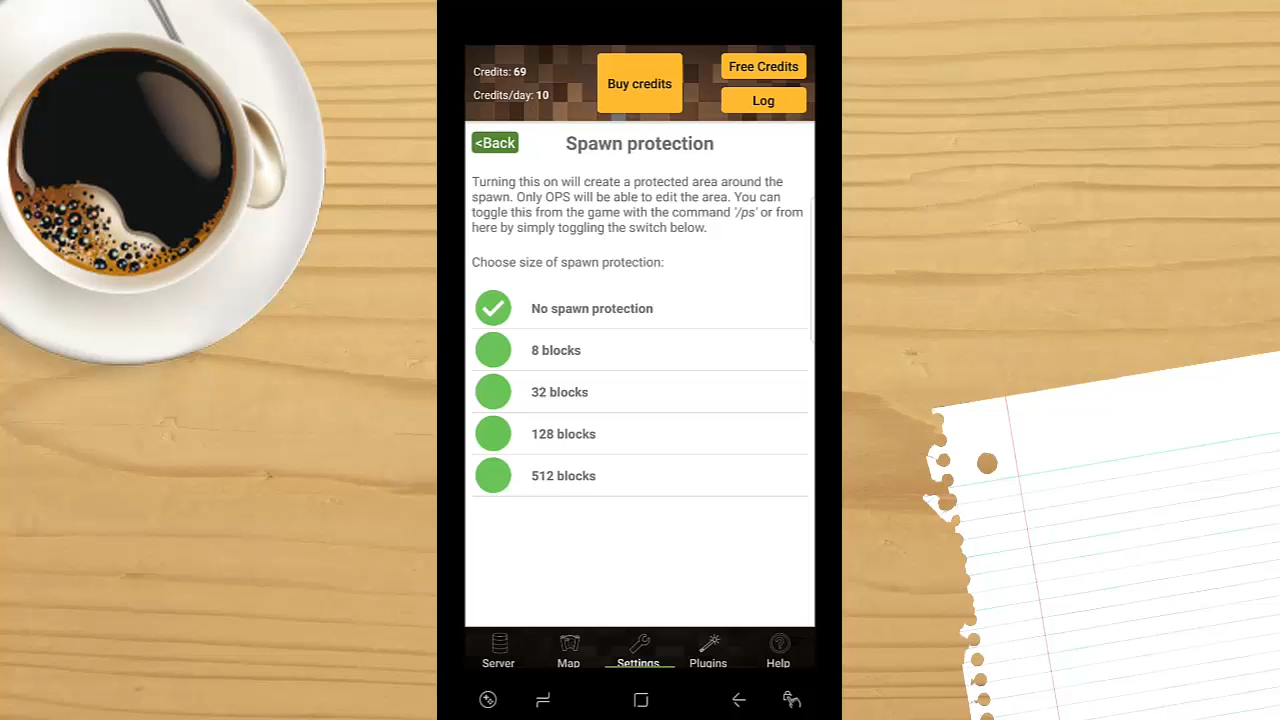 Credits: 69
Credits/day: 10
Buy credits
Free Credits
Log
<Back
Spawn protection
Turning this on will create a protected area around the
spawn. Only OPS will be able to edit the area. You can
toggle this from the game with the command '/ps' or from
here by simply toggling the switch below.
Choose size of spawn protection:
No spawn protection
8 blocks
32 blocks
128 blocks
512 blocks
Server
Map
Settings
Plugins
Help